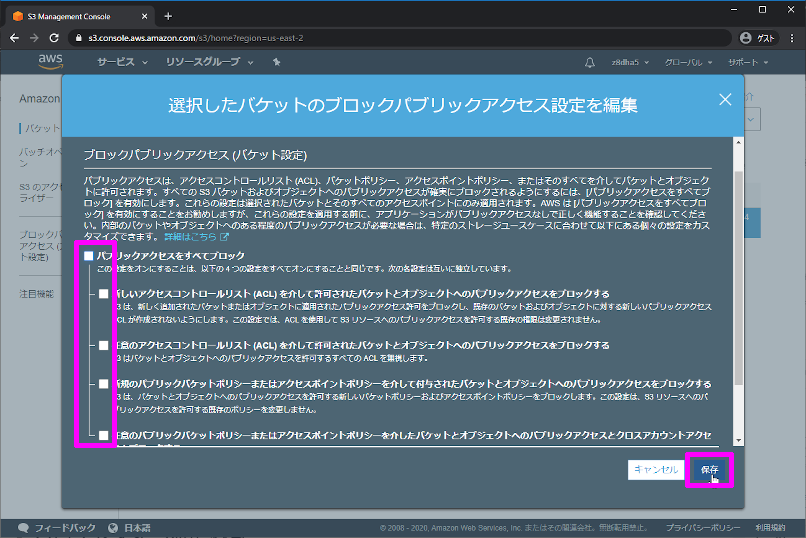 S3 Management Console
s3.console.aws.amazon.com/s3/home?region=us-east-2
ゲスト
aws
サービス
リソースグループ
z8dha5
グローバル
サポート
Amazon
バケット
バッチオペ
ン
S3 のアクセ
ライザー
ブロックパ
アクセス (
ト設定)
注目機能
選択したバケットのブロックパブリックアクセス設定を編集
ブロックパブリックアクセス (バケット設定)
パブリックアクセスは、アクセスコントロールリスト (ACL)、バケットポリシー、アクセスポイントポリシー、またはそのすべてを介してバケットとオブジェク
トに許可されます。すべての S3 バケットおよびオブジェクトへのパブリックアクセスが確実にブロックされるようにするには、[パブリックアクセスをすべてブ
ロック] を有効にします。これらの設定は選択されたバケットとそのすべてのアクセスポイントにのみ適用されます。AWS は [パブリックアクセスをすべてブ
ロック] を有効にすることをお勧めしますが、これらの設定を適用する前に、アプリケーションがパブリックアクセスなしで正しく機能することを確認してくださ
い。内部のバケットやオブジェクトへのある程度のパブリックアクセスが必要な場合は、特定のストレージユースケースに合わせて以下にある個々の設定をカス
タマイズできます。 詳細はこちら
パブリックアクセスをすべてブロック
この設定をオンにすることは、以下の 4 つの設定をすべてオンにすることと同じです。次の各設定は互いに独立しています。
新しいアクセスコントロールリスト (ACL) を介して許可されたバケットとオブジェクトへのパブリックアクセスをブロックする
S3 は、新しく追加されたバケットまたはオブジェクトに適用されたパブリックアクセス許可をブロックし、既存のバケットおよびオブジェクトに対する新しいパブリックアクセス
ACL が作成されないようにします。この設定では、ACL を使用して S3 リソースへのパブリックアクセスを許可する既存の権限は変更されません。
任意のアクセスコントロールリスト (ACL) を介して許可されたバケットとオブジェクトへのパブリックアクセスをブロックする
S3 はバケットとオブジェクトへのパブリックアクセスを許可するすべての ACL を無視します。
新規のパブリックバケットポリシーまたはアクセスポイントポリシーを介して付与されたバケットとオブジェクトへのパブリックアクセスをブロックする
S3 は、バケットとオブジェクトへのパブリックアクセスを許可する新しいバケットポリシーおよびアクセスポイントポリシーをブロックします。この設定は、S3 リソースへのパ
ブリックアクセスを許可する既存のポリシーを変更しません。
任意のパブリックバケットポリシーまたはアクセスポイントポリシーを介したバケットとオブジェクトへのパブリックアクセスとクロスアカウントアクセ
キャンセル
保存
フィードバック
日本語
© 2008 - 2020, Amazon Web Services, Inc. またはその関連会社。無断転用禁止。
プライバシーポリシー
利用規約